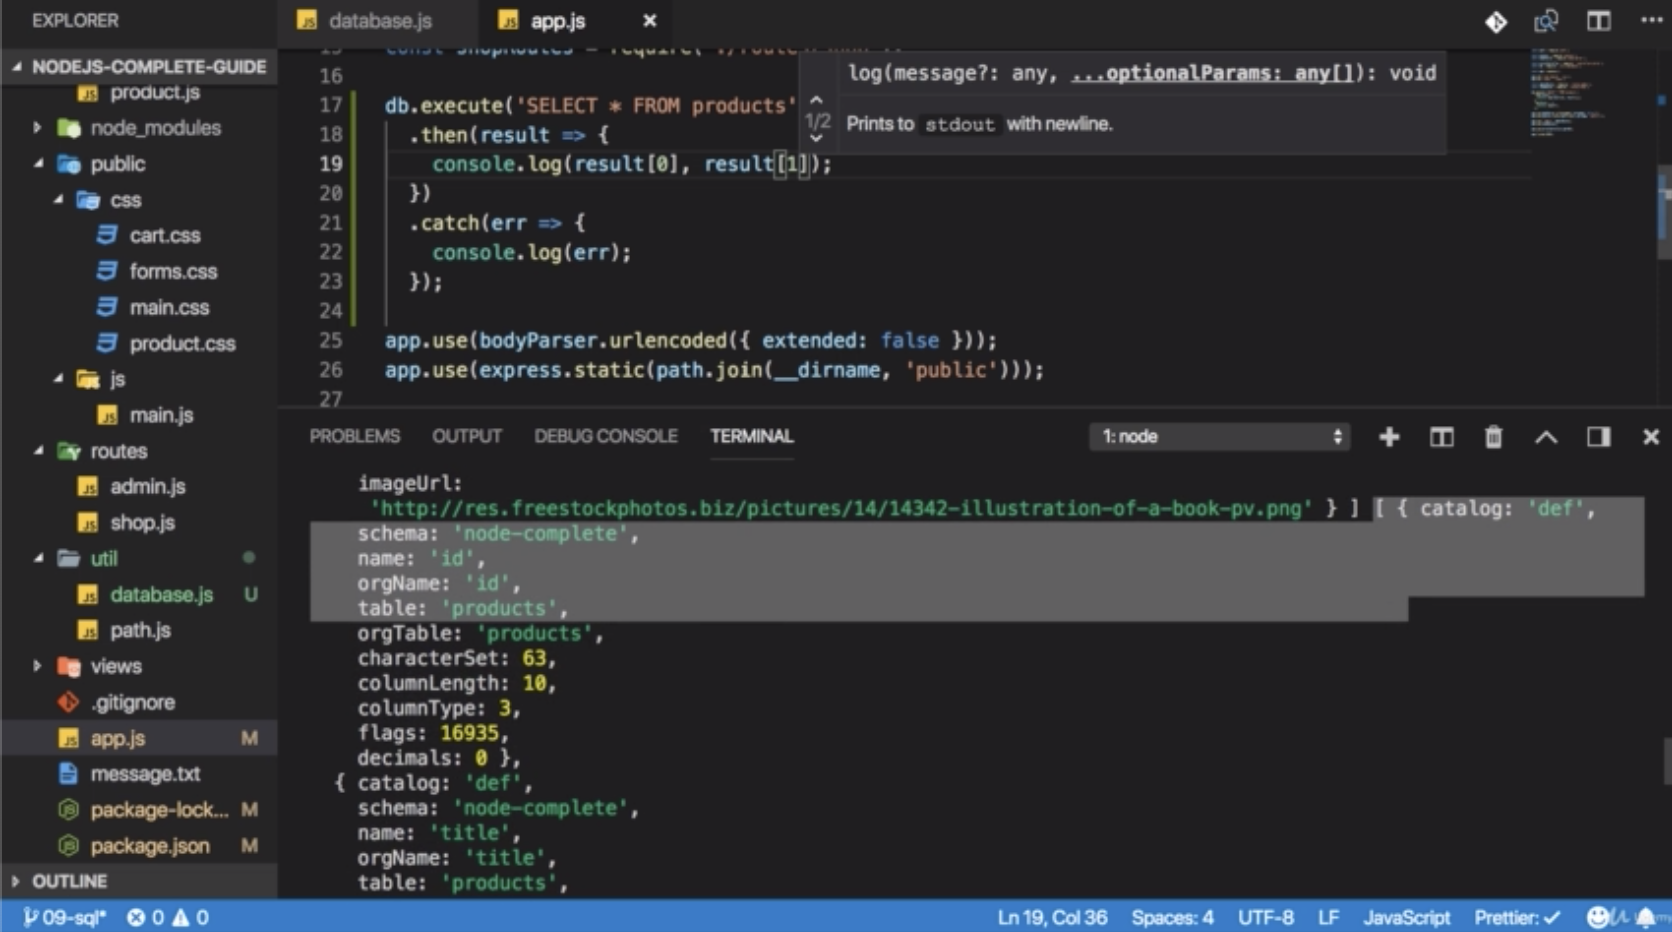 EXPLORER
database.js
app.js
NODEJS-COMPLETE-GUIDE
product.js
node_modules
public
css
cart.css
forms.css
main.css
product.css
js
main.js
routes
admin.js
shop.js
util
database.js U
path.js
views
.gitignore
app.js M
message.txt
package-lock... M
package.json M
OUTLINE
15 const shopRoutes = require(
16
17 db.execute('SELECT * FROM products'
18 .then(result => {
19 console.log(result[0], result[1]);
20 })
21 .catch(err => {
22 console.log(err);
23 });
24
25 app.use(bodyParser.urlencoded({ extended: false }));
26 app.use(express.static(path.join(__dirname, 'public')));
27
log(message?: any, ...optionalParams: any[]): void
1/2
Prints to stdout with newline.
PROBLEMS OUTPUT DEBUG CONSOLE TERMINAL
1: node
imageUrl:
'http://res.freestockphotos.biz/pictures/14/14342-illustration-of-a-book-pv.png' } ] [ { catalog: 'def',
schema: 'node-complete',
name: 'id',
orgName: 'id',
table: 'products',
orgTable: 'products',
characterSet: 63,
columnLength: 10,
columnType: 3,
flags: 16935,
decimals: 0 },
{ catalog: 'def',
schema: 'node-complete',
name: 'title',
orgName: 'title',
table: 'products',
09-sql* 0 0
Ln 19, Col 36 Spaces: 4 UTF-8 LF JavaScript Prettier: ✓